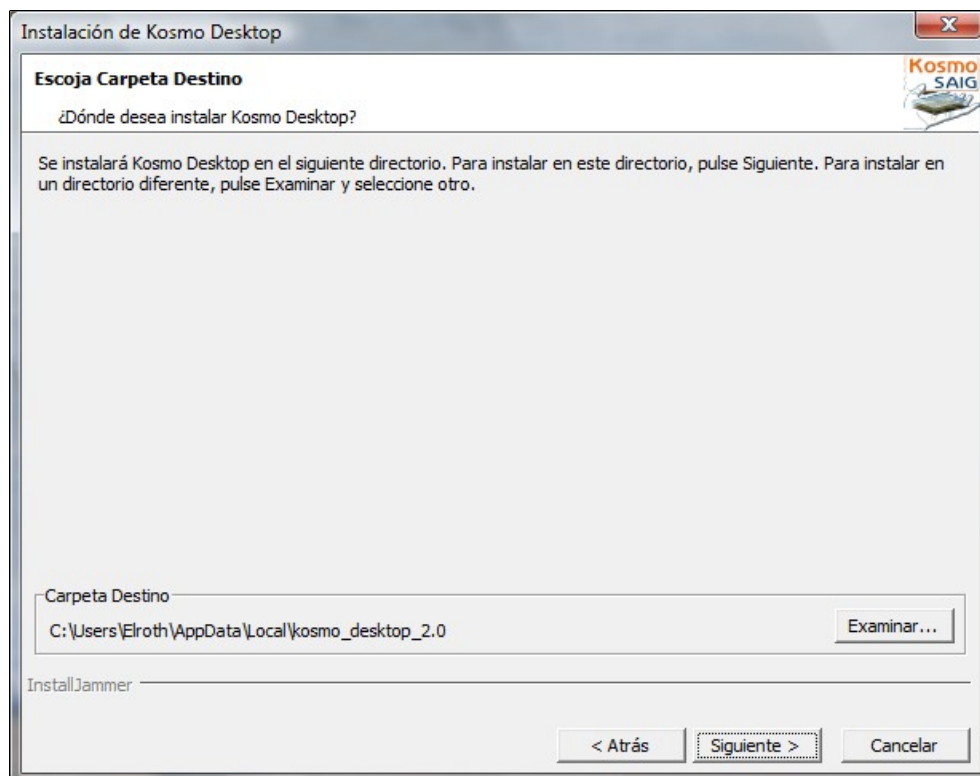 Instalación de Kosmo Desktop
X
Escoja Carpeta Destino
¿Dónde desea instalar Kosmo Desktop?
Kosmo
SAIG
Se instalará Kosmo Desktop en el siguiente directorio. Para instalar en este directorio, pulse Siguiente. Para instalar en
un directorio diferente, pulse Examinar y seleccione otro.
Carpeta Destino
C:\Users\Elroth\AppData\Local\kosmo_desktop_2.0
Examinar...
InstallJammer
< Atrás
Siguiente >
Cancelar